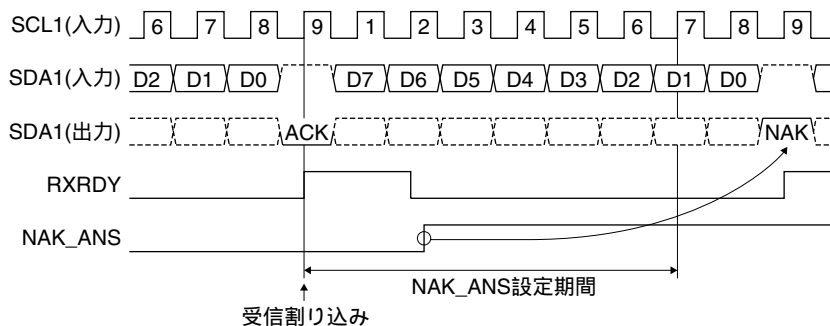 SCL1(入力) 6 7 8 9 1 2 3 4 5 6 7 8 9
SDA1(入力) D2 D1 D0 D7 D6 D5 D4 D3 D2 D1 D0
SDA1(出力) ACK NAK
RXRDY
NAK_ANS
NAK_ANS設定期間
受信割り込み